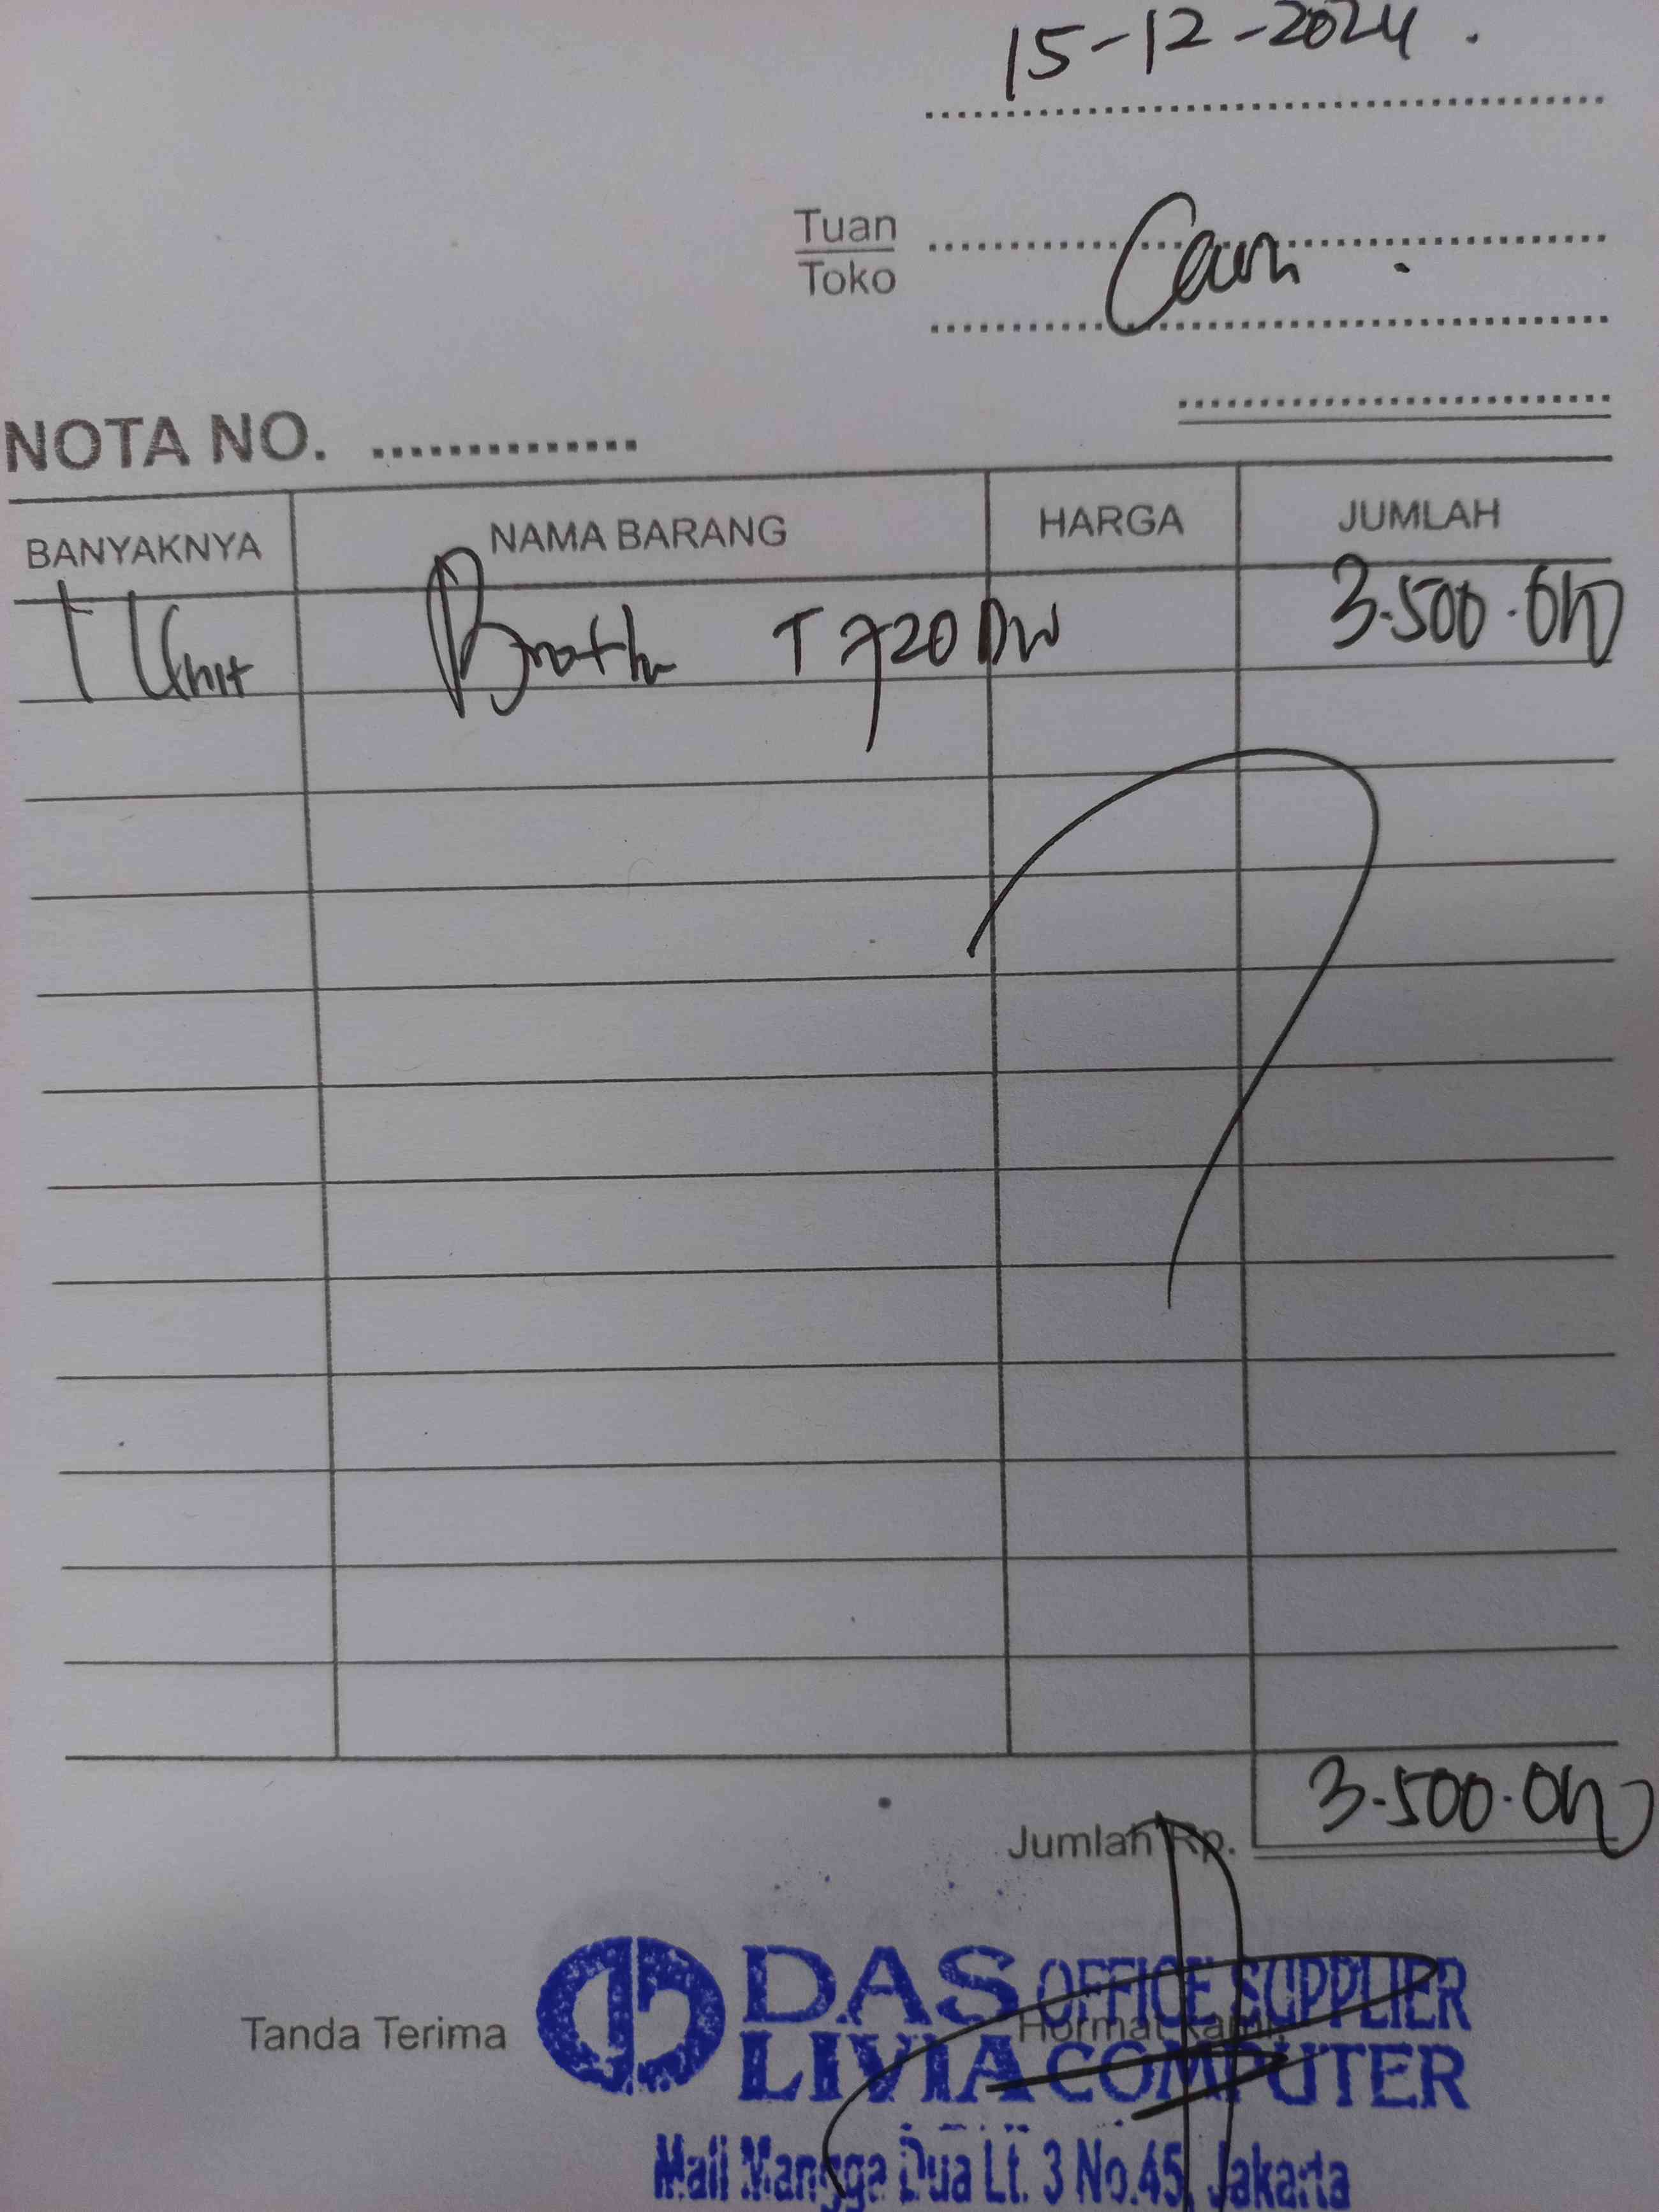 15-12-2024.
Tuan
Toko
NOTA NO. ..............
BANYAKNYA NAMA BARANG HARGA JUMLAH
1 Unit Brother T720DW 3.500.000
Jumlah Rp. 3.500.000
Tanda Terima
Hormat kami,
DAS OFFICE SUPPLIER
LIVIA COMPUTER
Mall Mangga Dua Lt. 3 No.45, Jakarta